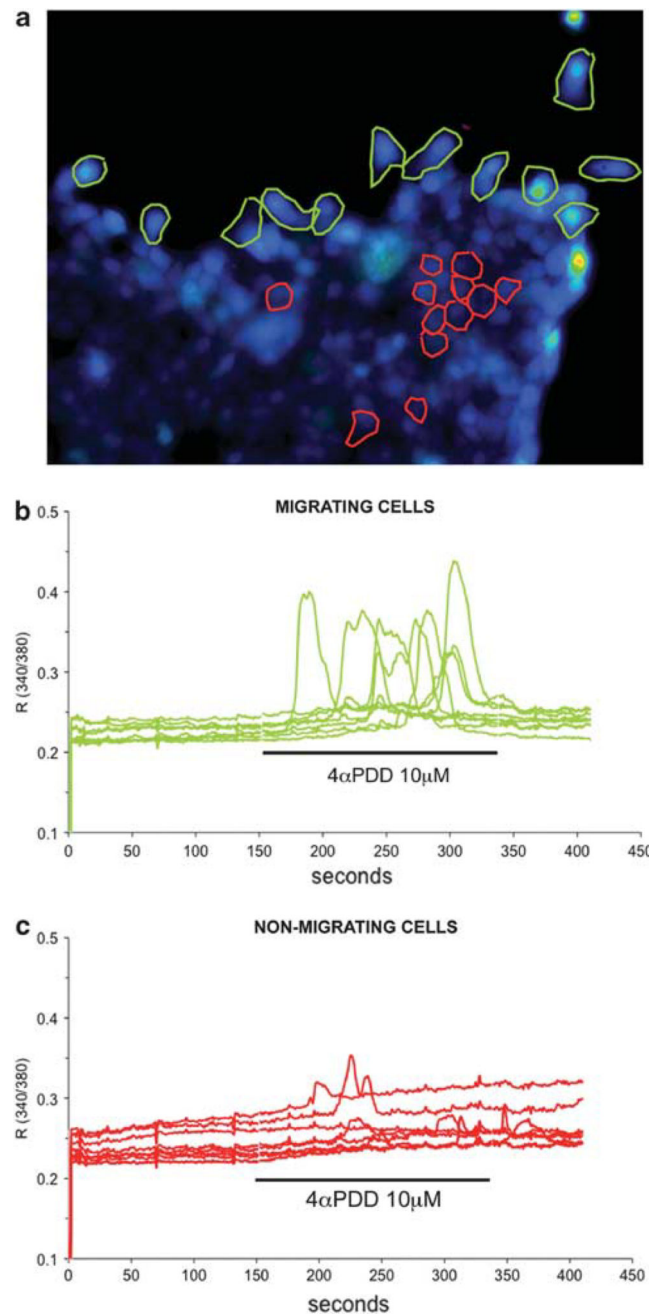 a
b
MIGRATING CELLS
0.5
0.4
0.3
0.2
0.1
R (340/380)
4αPDD 10μM
0 50 100 150 200 250 300 350 400 450
seconds
c
NON-MIGRATING CELLS
0.5
0.4
0.3
0.2
0.1
R (340/380)
4αPDD 10μM
0 50 100 150 200 250 300 350 400 450
seconds